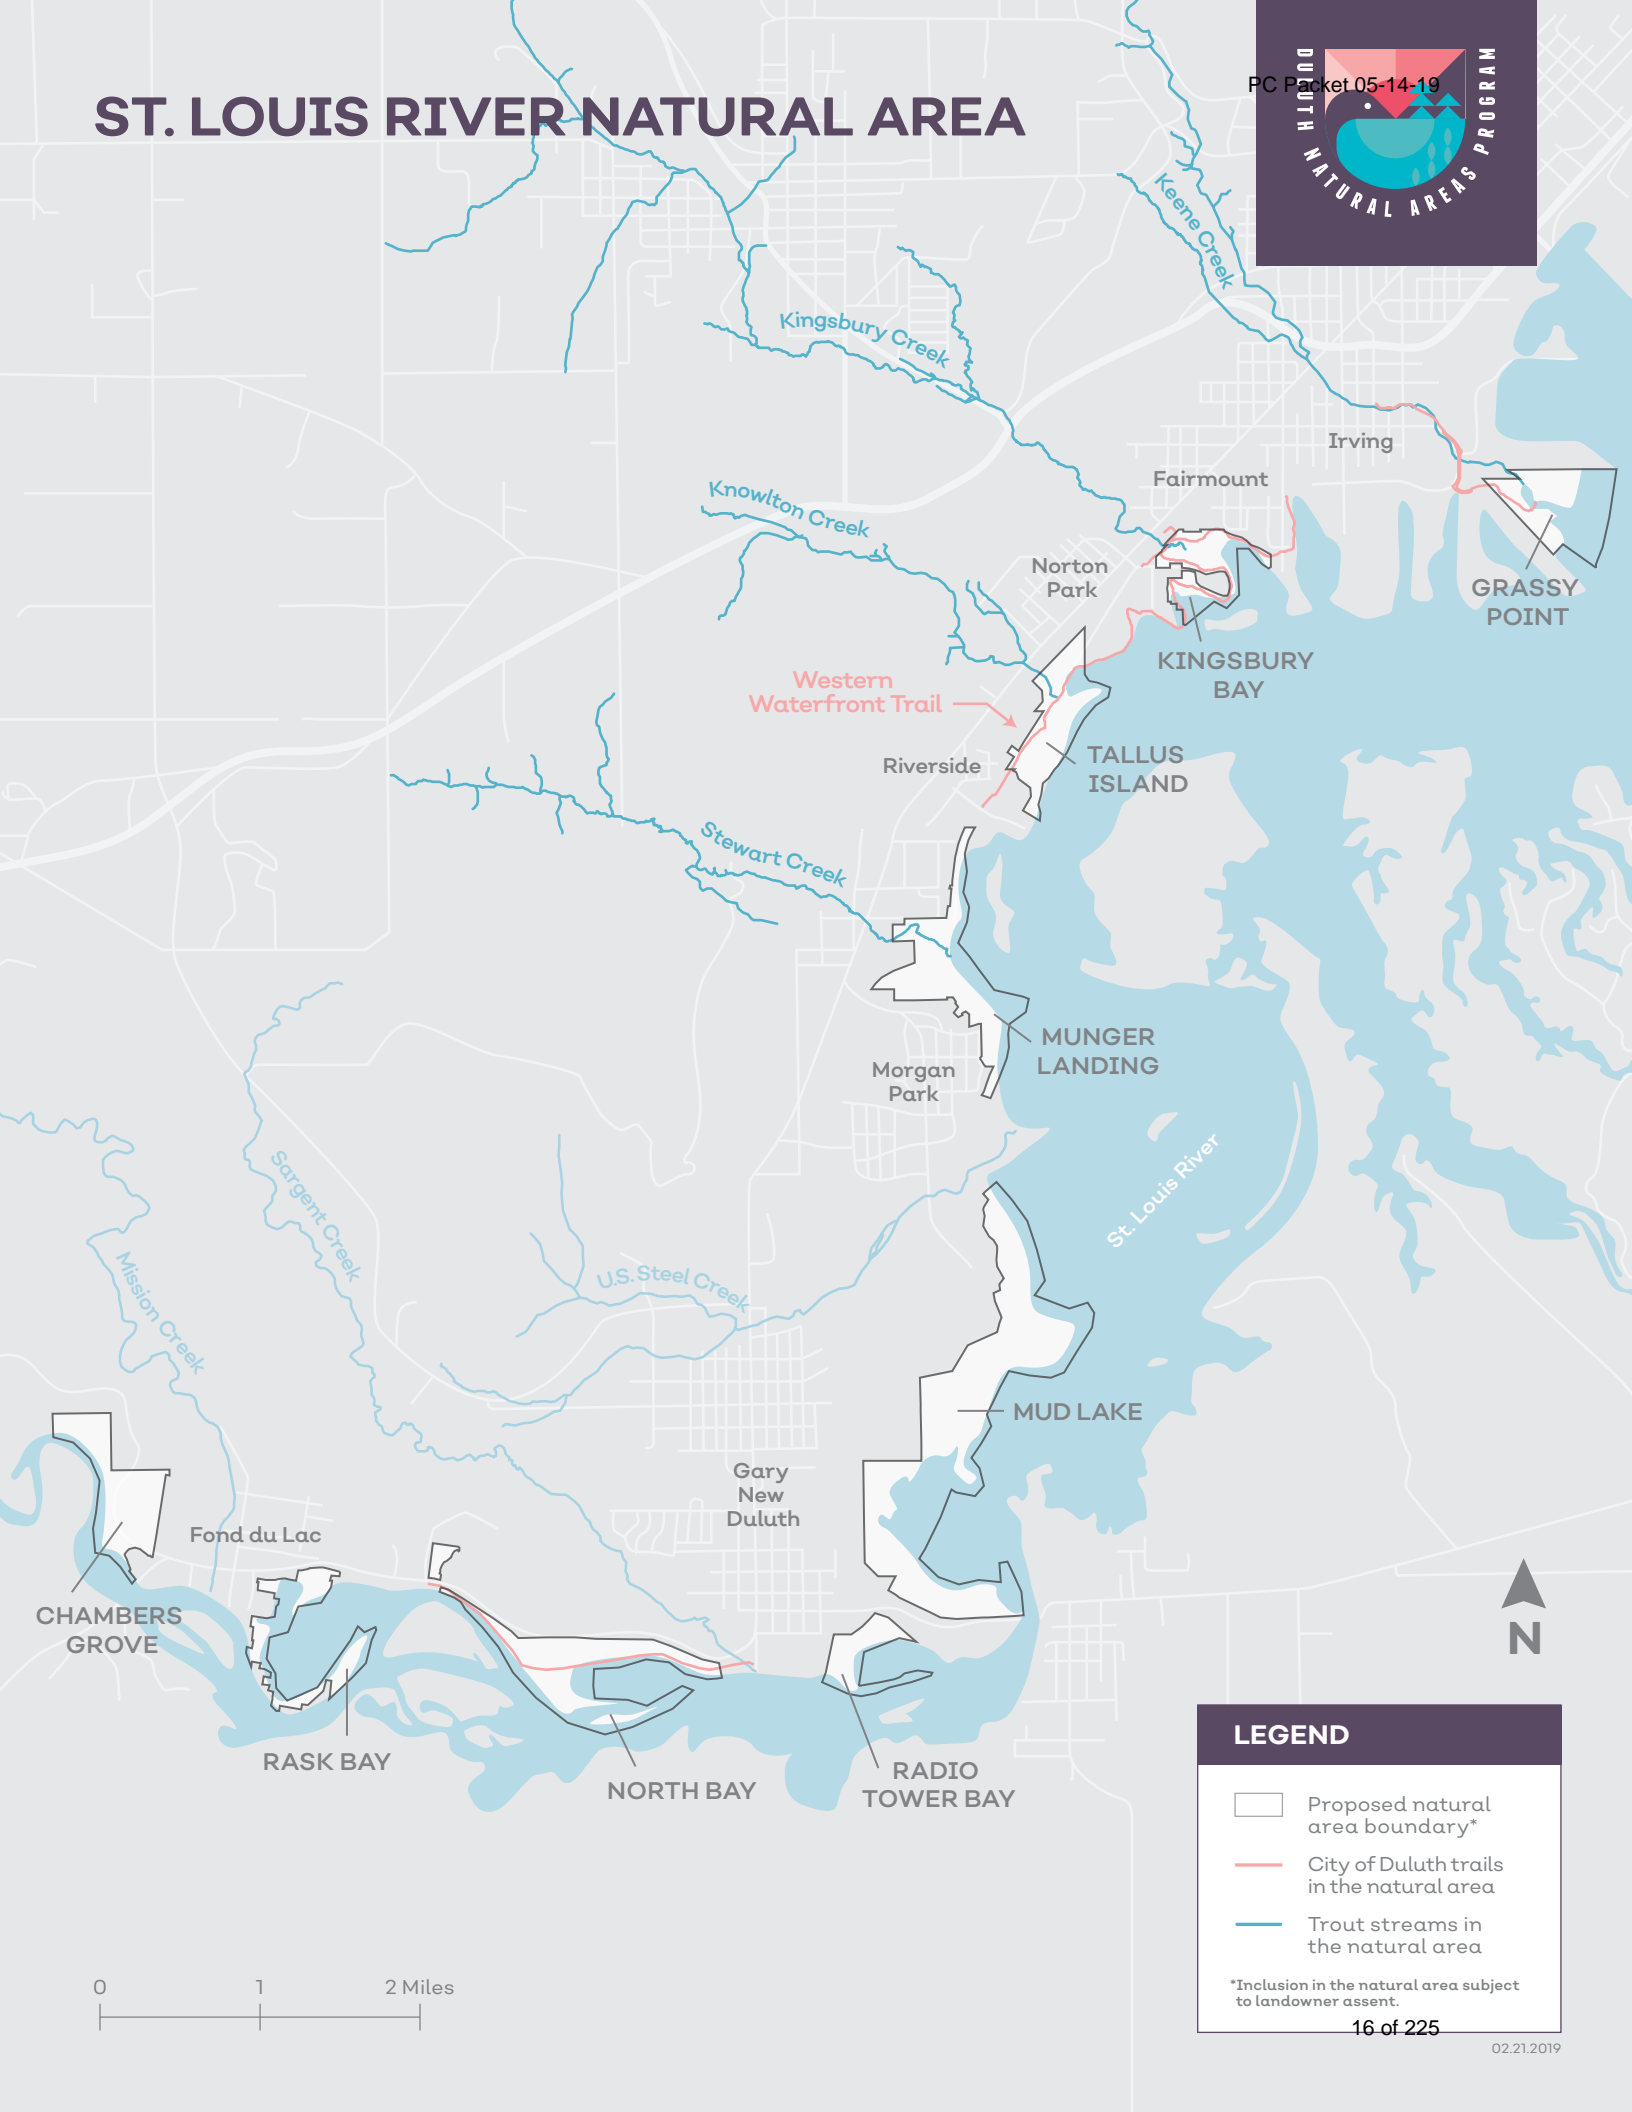 PC Packet 05-14-19
DULUTH NATURAL AREAS PROGRAM
ST. LOUIS RIVER NATURAL AREA
Keene Creek
Kingsbury Creek
Irving
Fairmount
Knowlton Creek
Norton
Park
GRASSY
POINT
KINGSBURY
BAY
Western
Waterfront Trail
TALLUS
ISLAND
Riverside
Stewart Creek
MUNGER
LANDING
Morgan
Park
St. Louis River
Sargent Creek
Mission Creek
U.S. Steel Creek
MUD LAKE
Gary
New
Duluth
Fond du Lac
CHAMBERS
GROVE
N
RASK BAY
NORTH BAY
RADIO
TOWER BAY
LEGEND
Proposed natural
area boundary*
City of Duluth trails
in the natural area
Trout streams in
the natural area
*Inclusion in the natural area subject
to landowner assent.
0 1 2 Miles
16 of 225
02.21.2019